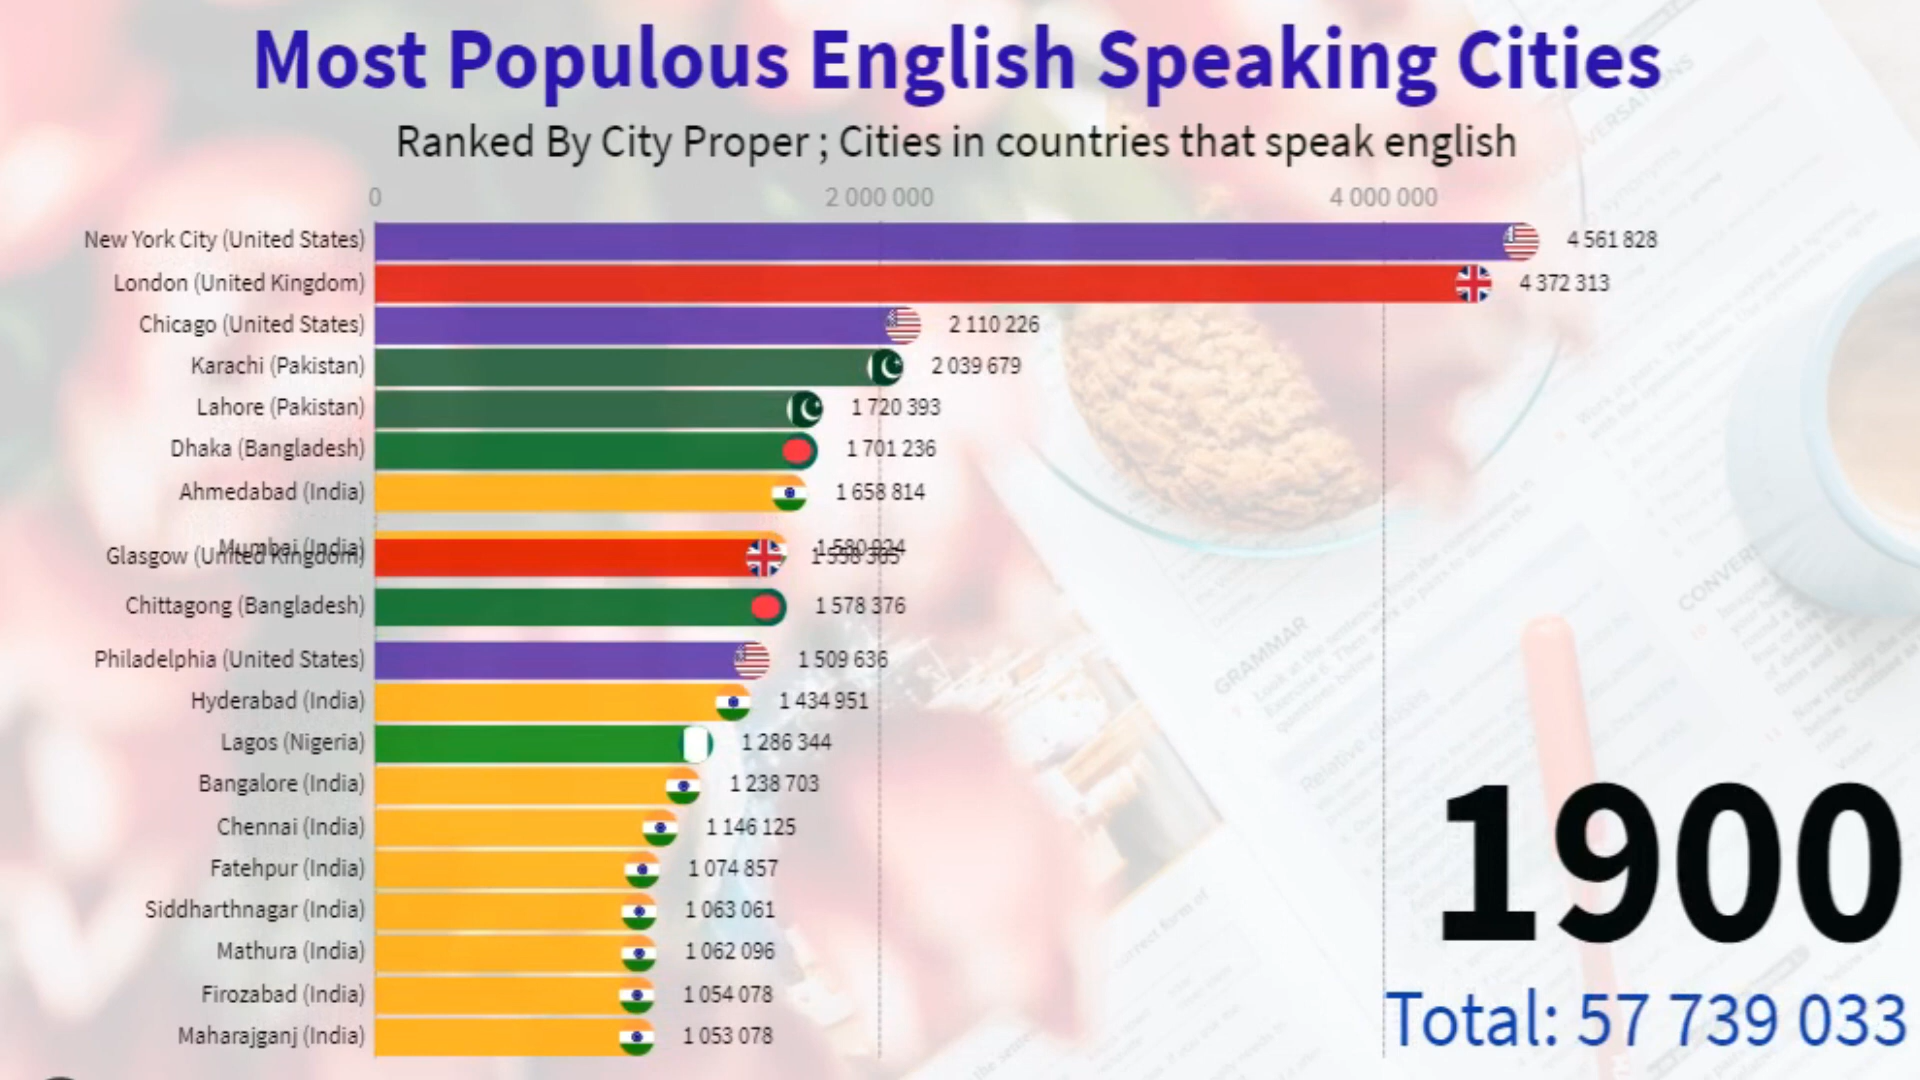 Most Populous English Speaking Cities
Ranked By City Proper ; Cities in countries that speak english
0 2 000 000 4 000 000
New York City (United States) 4 561 828
London (United Kingdom) 4 372 313
Chicago (United States) 2 110 226
Karachi (Pakistan) 2 039 679
Lahore (Pakistan) 1 720 393
Dhaka (Bangladesh) 1 701 236
Ahmedabad (India) 1 658 814
Mumbai (India)
Glasgow (United Kingdom)
Chittagong (Bangladesh) 1 578 376
Philadelphia (United States) 1 509 636
Hyderabad (India) 1 434 951
Lagos (Nigeria) 1 286 344
Bangalore (India) 1 238 703
Chennai (India) 1 146 125
Fatehpur (India) 1 074 857
Siddharthnagar (India) 1 063 061
Mathura (India) 1 062 096
Firozabad (India) 1 054 078
Maharajganj (India) 1 053 078
1900
Total: 57 739 033
GRAMMAR